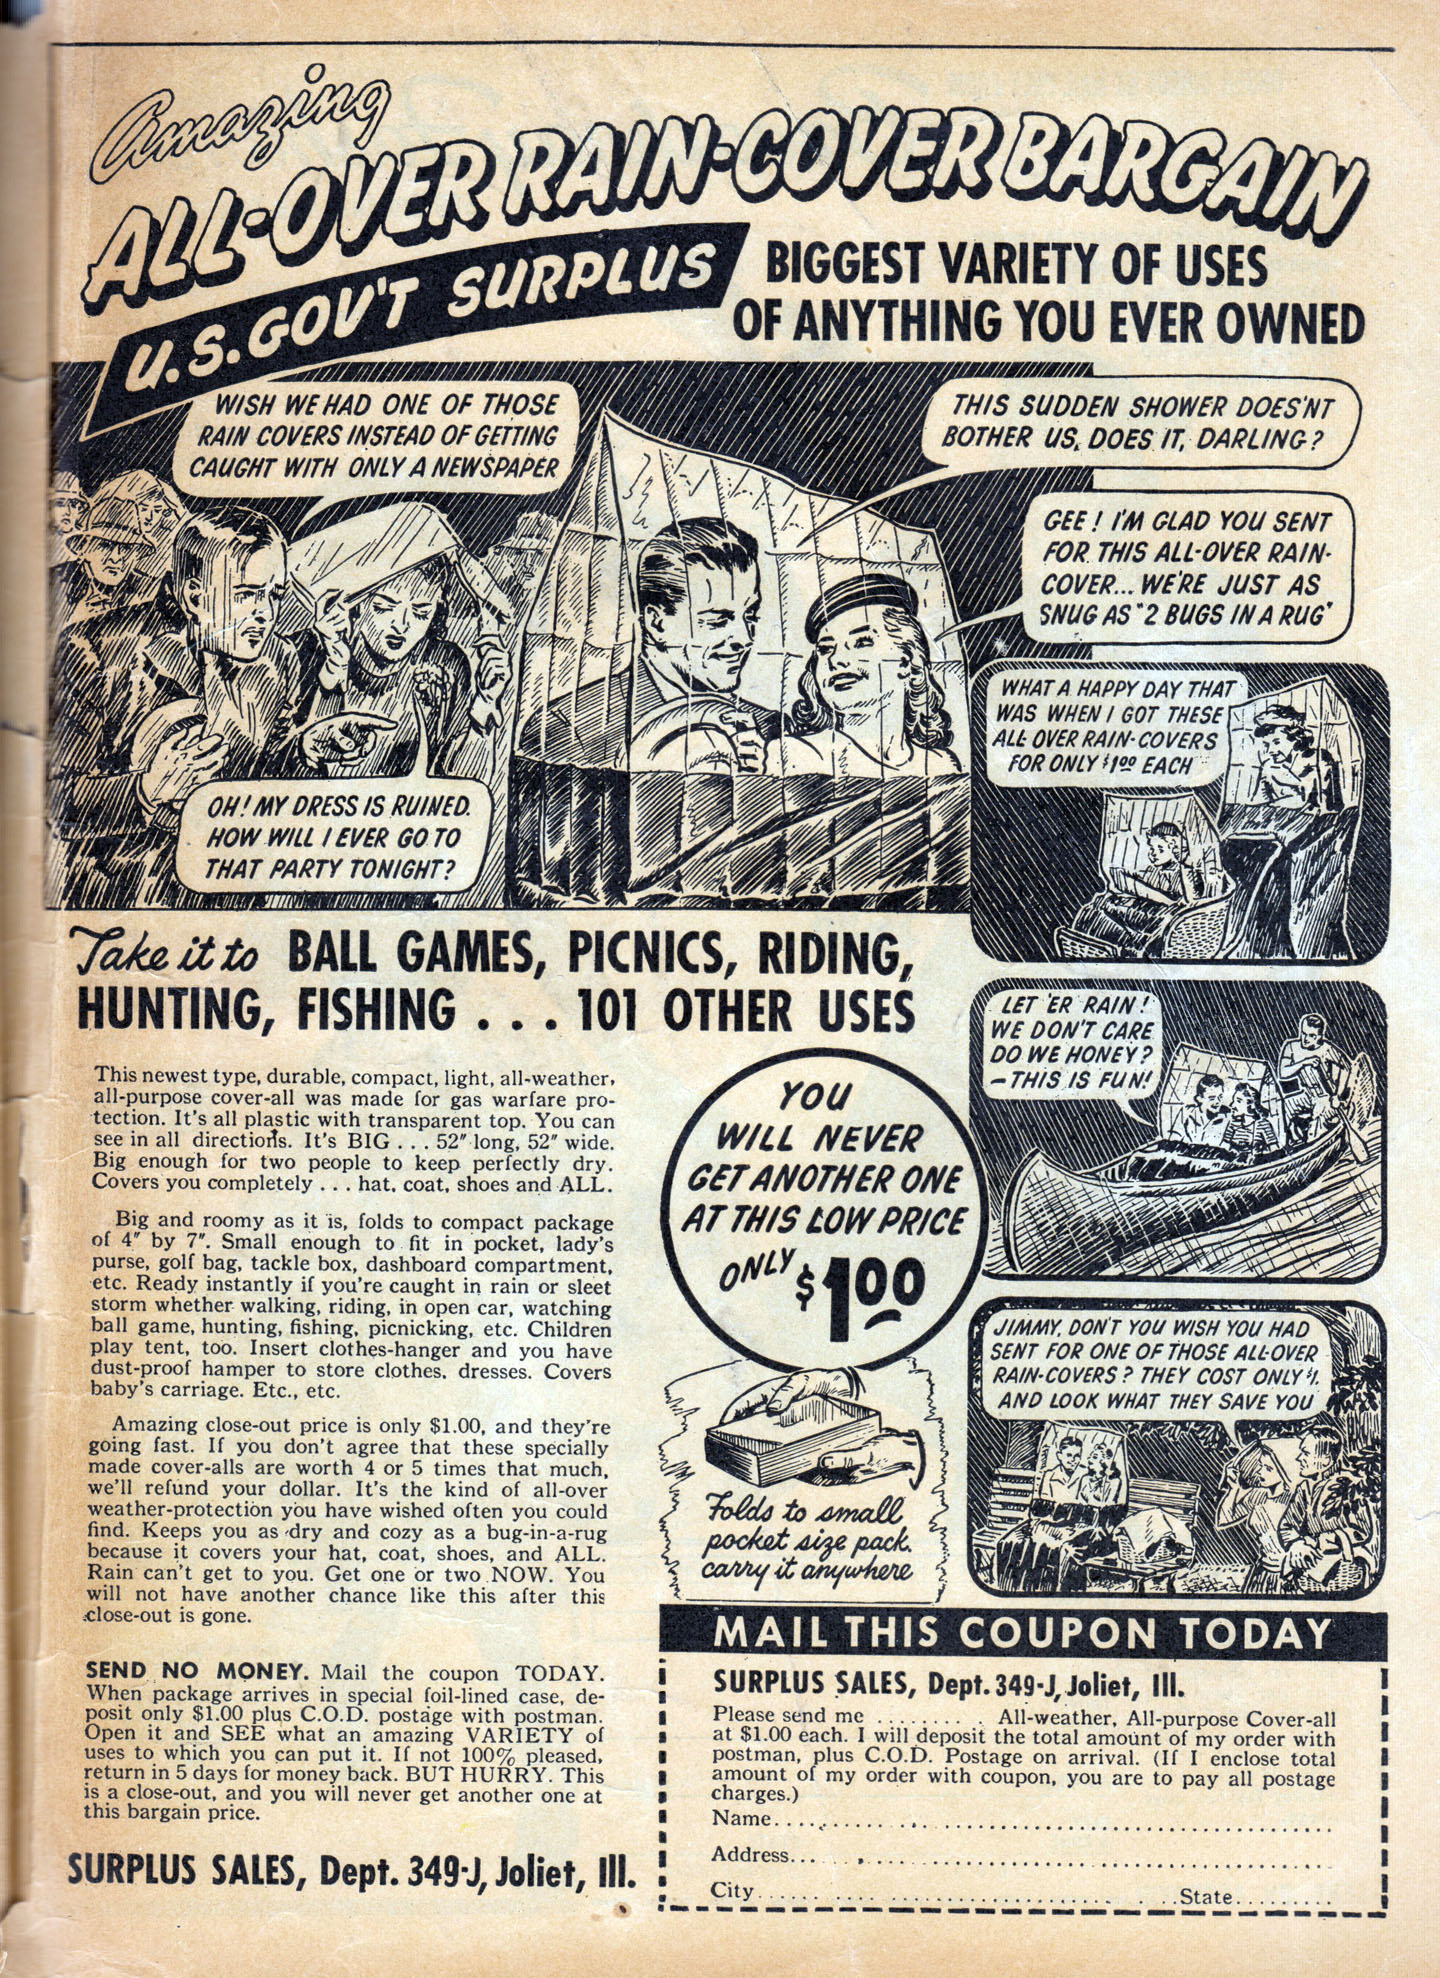 Amazing
ALL-OVER RAIN-COVER BARGAIN
U.S. GOV'T SURPLUS
BIGGEST VARIETY OF USES
OF ANYTHING YOU EVER OWNED
WISH WE HAD ONE OF THOSE
RAIN COVERS INSTEAD OF GETTING
CAUGHT WITH ONLY A NEWSPAPER
THIS SUDDEN SHOWER DOES'NT
BOTHER US, DOES IT, DARLING?
GEE! I'M GLAD YOU SENT
FOR THIS ALL-OVER RAIN-
COVER... WE'RE JUST AS
SNUG AS "2 BUGS IN A RUG"
OH! MY DRESS IS RUINED.
HOW WILL I EVER GO TO
THAT PARTY TONIGHT?
WHAT A HAPPY DAY THAT
WAS WHEN I GOT THESE
ALL OVER RAIN-COVERS
FOR ONLY $1.00 EACH
Take it to BALL GAMES, PICNICS, RIDING,
HUNTING, FISHING . . . 101 OTHER USES
LET 'ER RAIN!
WE DON'T CARE
DO WE HONEY?
- THIS IS FUN!
This newest type, durable, compact, light, all-weather,
all-purpose cover-all was made for gas warfare pro-
tection. It's all plastic with transparent top. You can
see in all directions. It's BIG . . . 52" long, 52" wide.
Big enough for two people to keep perfectly dry.
Covers you completely . . . hat, coat, shoes and ALL.
Big and roomy as it is, folds to compact package
of 4" by 7". Small enough to fit in pocket, lady's
purse, golf bag, tackle box, dashboard compartment,
etc. Ready instantly if you're caught in rain or sleet
storm whether walking, riding, in open car, watching
ball game, hunting, fishing, picnicking, etc. Children
play tent, too. Insert clothes-hanger and you have
dust-proof hamper to store clothes, dresses. Covers
baby's carriage. Etc., etc.
Amazing close-out price is only $1.00, and they're
going fast. If you don't agree that these specially
made cover-alls are worth 4 or 5 times that much,
we'll refund your dollar. It's the kind of all-over
weather-protection you have wished often you could
find. Keeps you as dry and cozy as a bug-in-a-rug
because it covers your hat, coat, shoes, and ALL.
Rain can't get to you. Get one or two NOW. You
will not have another chance like this after this
close-out is gone.
SEND NO MONEY. Mail the coupon TODAY.
When package arrives in special foil-lined case, de-
posit only $1.00 plus C.O.D. postage with postman.
Open it and SEE what an amazing VARIETY of
uses to which you can put it. If not 100% pleased,
return in 5 days for money back. BUT HURRY. This
is a close-out, and you will never get another one at
this bargain price.
SURPLUS SALES, Dept. 349-J, Joliet, Ill.
YOU
WILL NEVER
GET ANOTHER ONE
AT THIS LOW PRICE
ONLY $1.00
Folds to small
pocket size pack.
carry it anywhere
JIMMY, DON'T YOU WISH YOU HAD
SENT FOR ONE OF THOSE ALL-OVER
RAIN-COVERS? THEY COST ONLY $1.
AND LOOK WHAT THEY SAVE YOU
MAIL THIS COUPON TODAY
SURPLUS SALES, Dept. 349-J, Joliet, Ill.
Please send me .......... All-weather, All-purpose Cover-all
at $1.00 each. I will deposit the total amount of my order with
postman, plus C.O.D. Postage on arrival. (If I enclose total
amount of my order with coupon, you are to pay all postage
charges.)
Name..........
Address..........
City.......... State..........